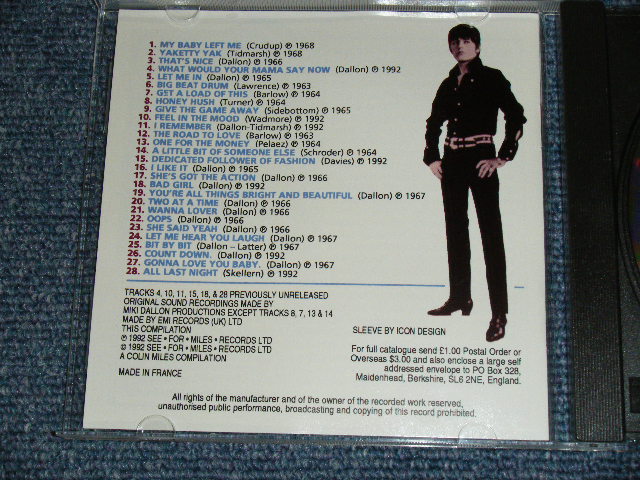 1. MY BABY LEFT ME (Crudup) ℗ 1968
2. YAKETTY YAK (Tidmarsh) ℗ 1968
3. THAT'S NICE (Dallon) ℗ 1966
4. WHAT WOULD YOUR MAMA SAY NOW (Dallon) ℗ 1992
5. LET ME IN (Dallon) ℗ 1965
6. BIG BEAT DRUM (Lawrence) ℗ 1963
7. GET A LOAD OF THIS (Barlow) ℗ 1964
8. HONEY HUSH (Turner) ℗ 1964
9. GIVE THE GAME AWAY (Sidebottom) ℗ 1965
10. FEEL IN THE MOOD (Wadmore) ℗ 1992
11. I REMEMBER (Dallon-Tidmarsh) ℗ 1992
12. THE ROAD TO LOVE (Barlow) ℗ 1963
13. ONE FOR THE MONEY (Pelaez) ℗ 1964
14. A LITTLE BIT OF SOMEONE ELSE (Schroder) ℗ 1964
15. DEDICATED FOLLOWER OF FASHION (Davies) ℗ 1992
16. I LIKE IT (Dallon) ℗ 1965
17. SHE'S GOT THE ACTION (Dallon) ℗ 1966
18. BAD GIRL (Dallon) ℗ 1992
19. YOU'RE ALL THINGS BRIGHT AND BEAUTIFUL (Dallon) ℗ 1967
20. TWO AT A TIME (Dallon) ℗ 1966
21. WANNA LOVER (Dallon) ℗ 1966
22. OOPS (Dallon) ℗ 1966
23. SHE SAID YEAH (Dallon) ℗ 1966
24. LET ME HEAR YOU LAUGH (Dallon) ℗ 1967
25. BIT BY BIT (Dallon – Latter) ℗ 1967
26. COUNT DOWN. (Dallon) ℗ 1992
27. GONNA LOVE YOU BABY. (Dallon) ℗ 1967
28. ALL LAST NIGHT (Skellern) ℗ 1992
TRACKS 4, 10, 11, 15, 18, & 28 PREVIOUSLY UNRELEASED
ORIGINAL SOUND RECORDINGS MADE BY
MIKI DALLON PRODUCTIONS EXCEPT TRACKS 8, 7, 13 & 14
MADE BY EMI RECORDS (UK) LTD
THIS COMPILATION
℗ 1992 SEE • FOR • MILES • RECORDS LTD
© 1992 SEE • FOR • MILES • RECORDS LTD
A COLIN MILES COMPILATION
MADE IN FRANCE
SLEEVE BY ICON DESIGN
For full catalogue send £1.00 Postal Order or
Overseas $3.00 and also enclose a large self
addressed envelope to PO Box 328,
Maidenhead, Berkshire, SL6 2NE, England.
All rights of the manufacturer and of the owner of the recorded work reserved,
unauthorised public performance, broadcasting and copying of this record prohibited.